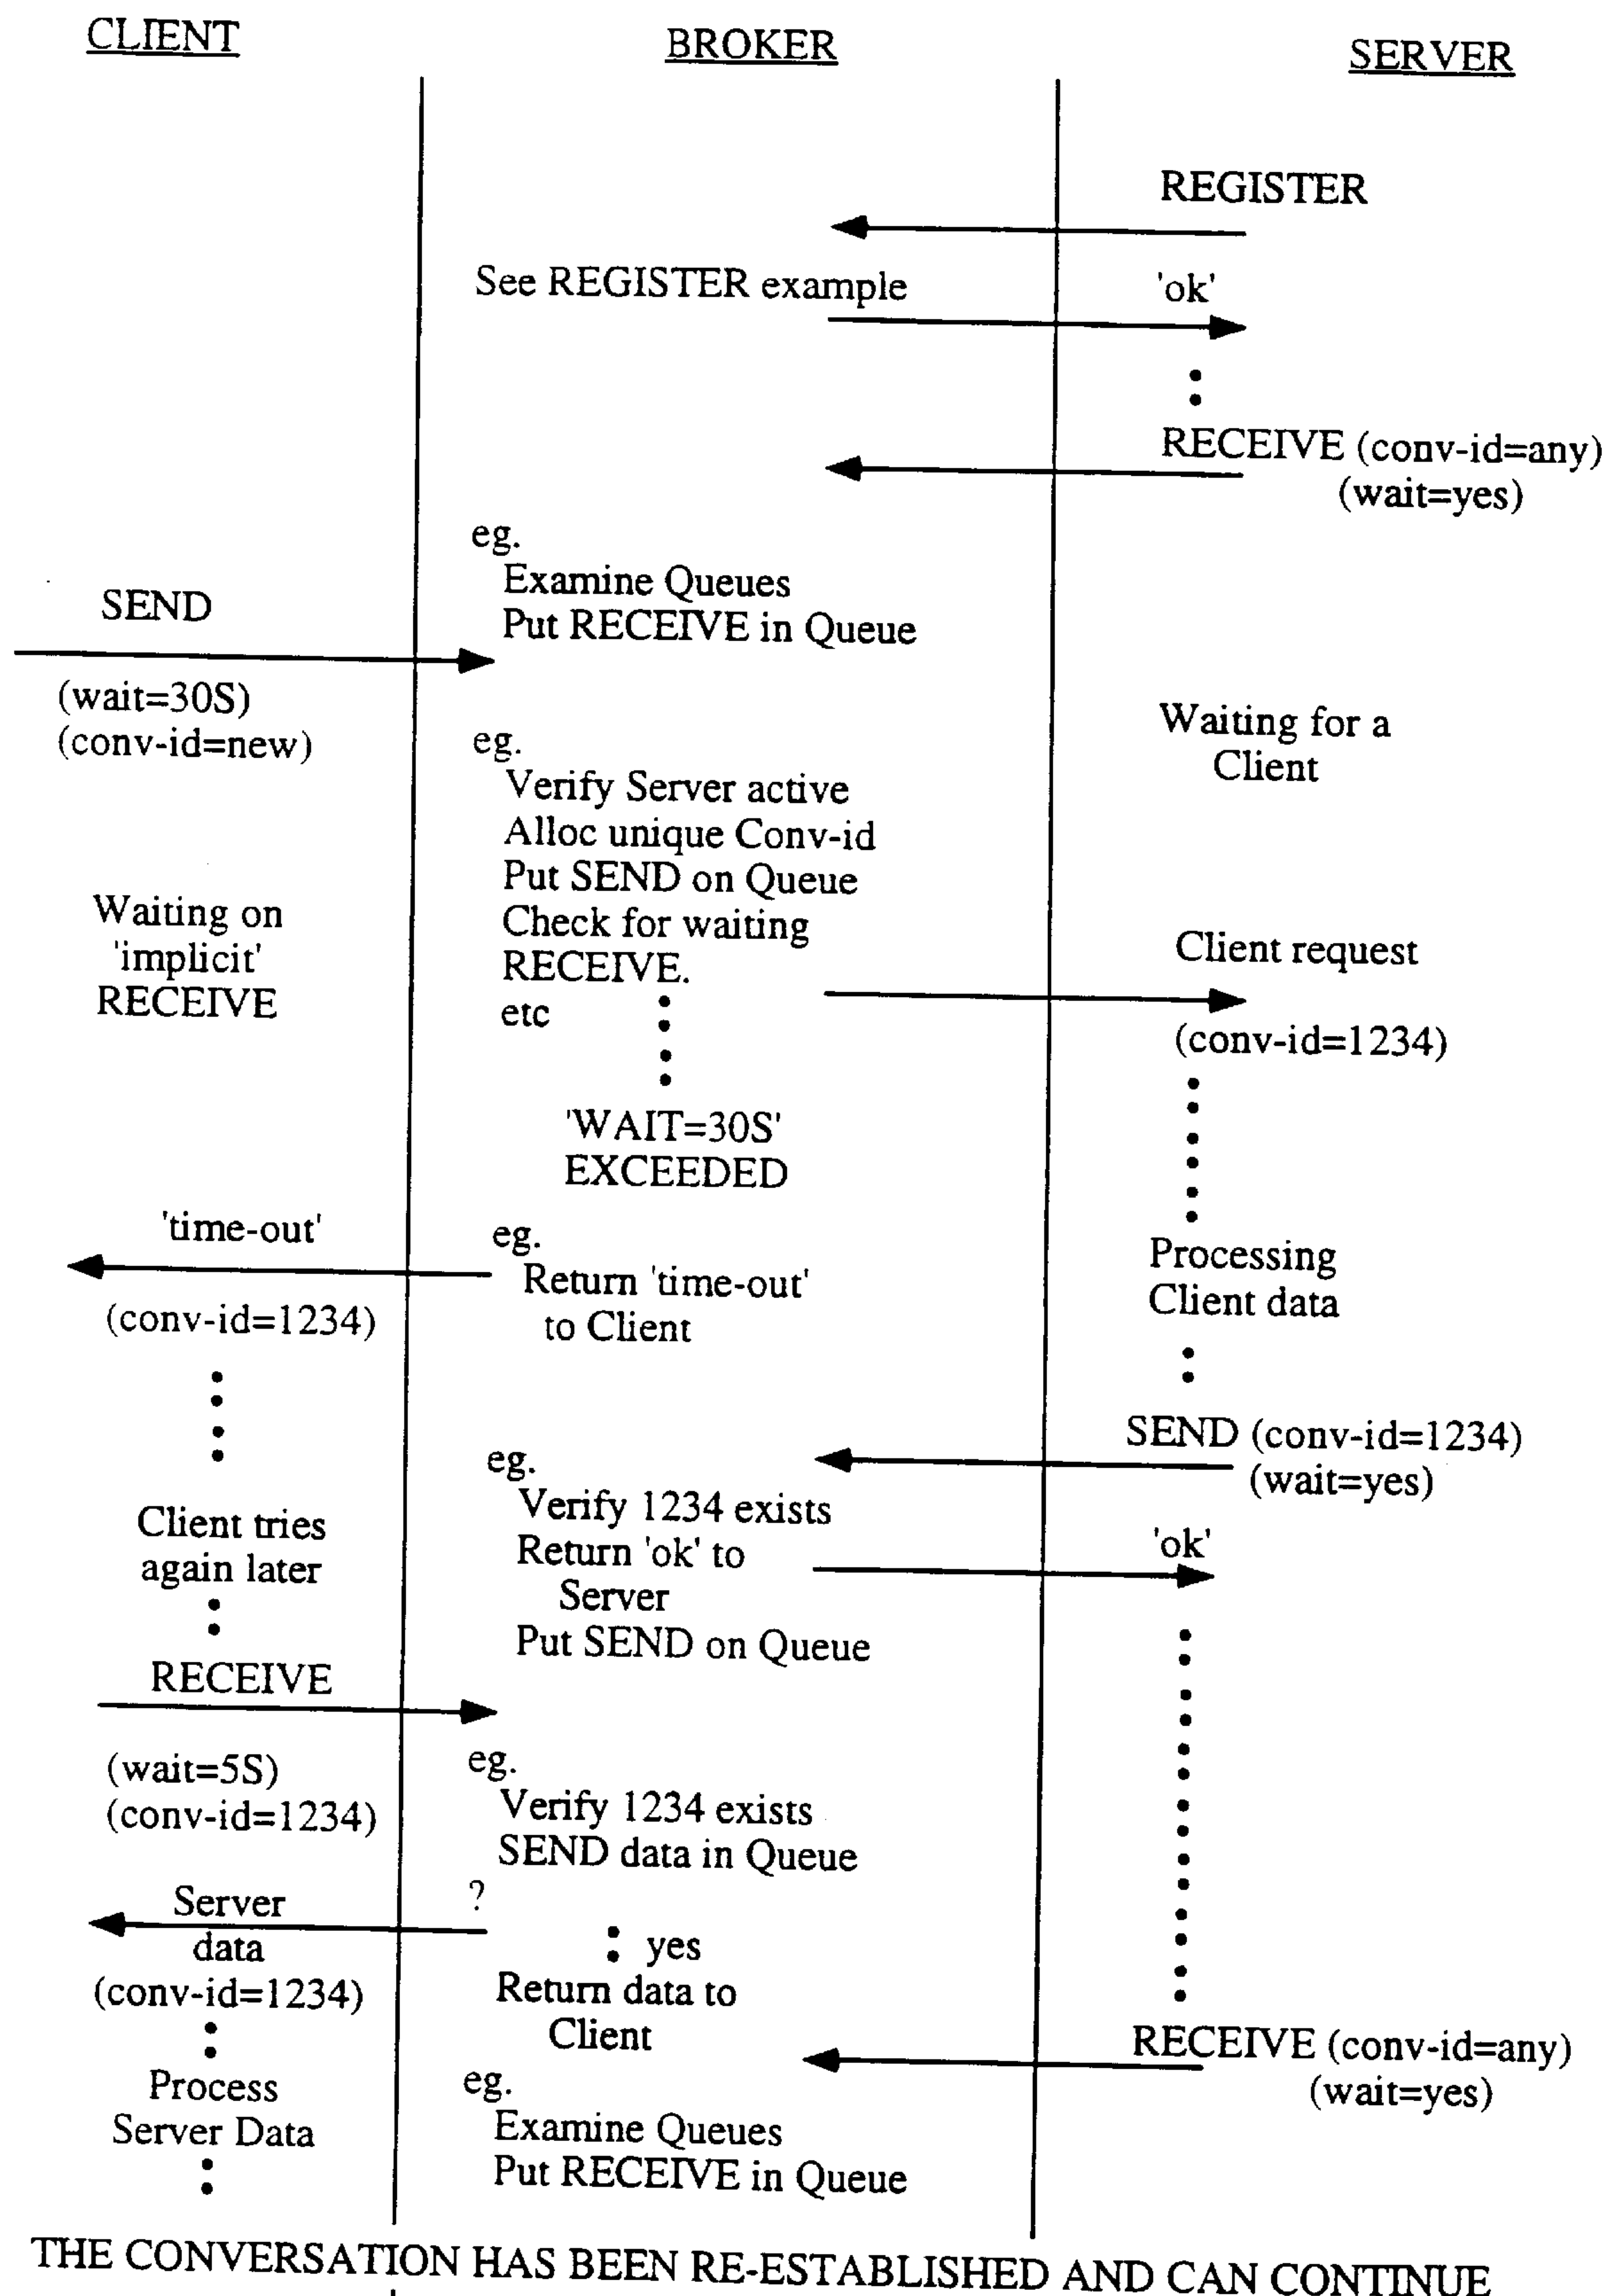 CLIENT
BROKER
SERVER
REGISTER
See REGISTER example
'ok'
RECEIVE (conv-id=any)
(wait=yes)
eg.
Examine Queues
Put RECEIVE in Queue
SEND
(wait=30S)
(conv-id=new)
Waiting for a
Client
eg.
Verify Server active
Alloc unique Conv-id
Put SEND on Queue
Check for waiting
RECEIVE.
etc
Waiting on
'implicit'
RECEIVE
Client request
(conv-id=1234)
'WAIT=30S'
EXCEEDED
'time-out'
(conv-id=1234)
eg.
Return 'time-out'
to Client
Processing
Client data
SEND (conv-id=1234)
(wait=yes)
eg.
Verify 1234 exists
Return 'ok' to
Server
Put SEND on Queue
'ok'
Client tries
again later
RECEIVE
(wait=5S)
(conv-id=1234)
eg.
Verify 1234 exists
SEND data in Queue
?
yes
Return data to
Client
Server
data
(conv-id=1234)
Process
Server Data
RECEIVE (conv-id=any)
(wait=yes)
eg.
Examine Queues
Put RECEIVE in Queue
THE CONVERSATION HAS BEEN RE-ESTABLISHED AND CAN CONTINUE